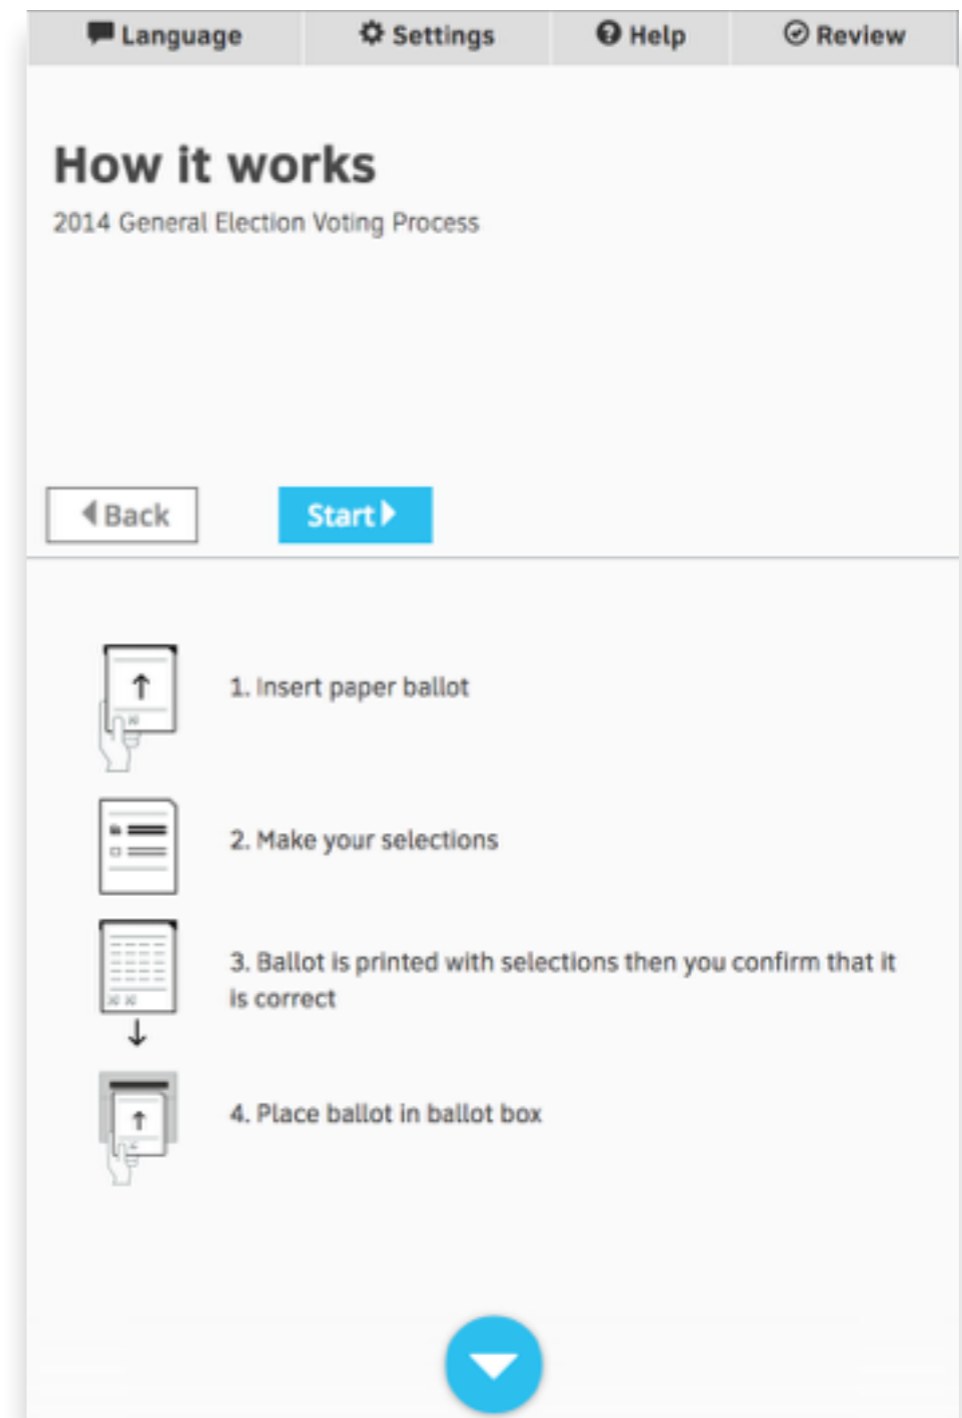 Language Settings Help Review
How it works
2014 General Election Voting Process
Back Start
1. Insert paper ballot
2. Make your selections
3. Ballot is printed with selections then you confirm that it
is correct
4. Place ballot in ballot box